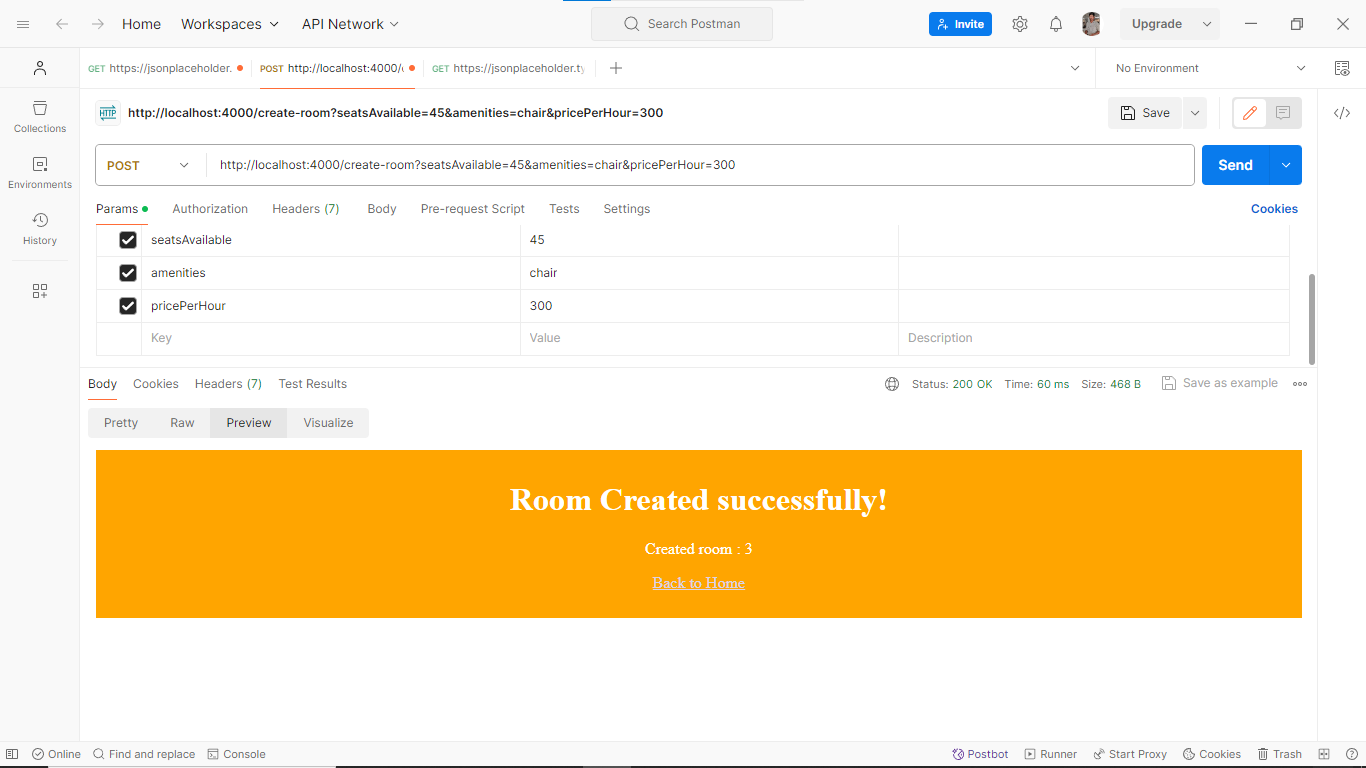 Home Workspaces API Network Search Postman Invite Upgrade
GET https://jsonplaceholder. POST http://localhost:4000/ GET https://jsonplaceholder.ty No Environment
HTTP http://localhost:4000/create-room?seatsAvailable=45&amenities=chair&pricePerHour=300 Save
Collections
POST http://localhost:4000/create-room?seatsAvailable=45&amenities=chair&pricePerHour=300 Send
Environments
Params Authorization Headers (7) Body Pre-request Script Tests Settings Cookies
History
seatsAvailable 45
amenities chair
pricePerHour 300
Key Value Description
Body Cookies Headers (7) Test Results Status: 200 OK Time: 60 ms Size: 468 B Save as example
Pretty Raw Preview Visualize
Room Created successfully!
Created room : 3
Back to Home
Online Find and replace Console Postbot Runner Start Proxy Cookies Trash